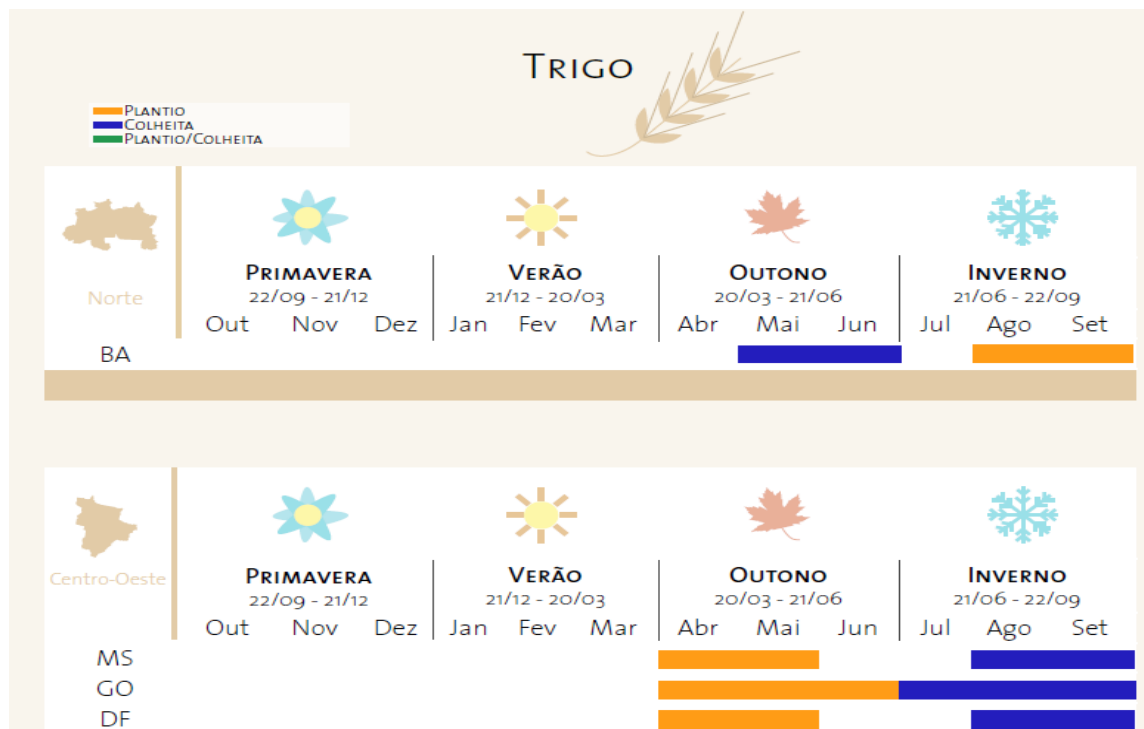 TRIGO
PLANTIO
COLHEITA
PLANTIO/COLHEITA
Norte
PRIMAVERA VERÃO OUTONO INVERNO
22/09 - 21/12 21/12 - 20/03 20/03 - 21/06 21/06 - 22/09
Out Nov Dez Jan Fev Mar Abr Mai Jun Jul Ago Set
BA
Centro-Oeste
PRIMAVERA VERÃO OUTONO INVERNO
22/09 - 21/12 21/12 - 20/03 20/03 - 21/06 21/06 - 22/09
Out Nov Dez Jan Fev Mar Abr Mai Jun Jul Ago Set
MS
GO
DF